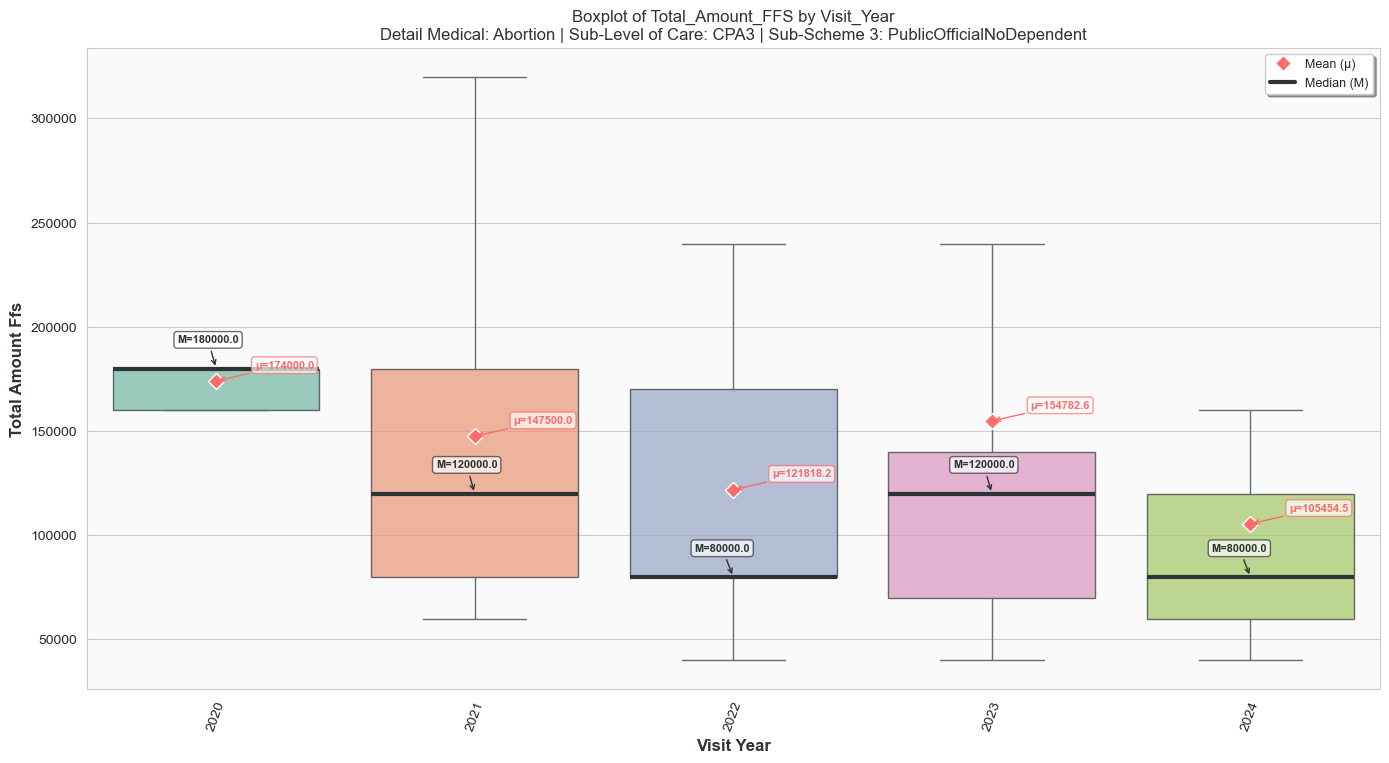 Boxplot of Total_Amount_FFS by Visit_Year
Detail Medical: Abortion | Sub-Level of Care: CPA3 | Sub-Scheme 3: PublicOfficialNoDependent
Mean (μ)
Median (M)
Total Amount Ffs
300000
250000
200000
150000
100000
50000
M=180000.0
μ=174000.0
μ=147500.0
M=120000.0
μ=121818.2
M=80000.0
μ=154782.6
M=120000.0
μ=105454.5
M=80000.0
2020
2021
2022
2023
2024
Visit Year